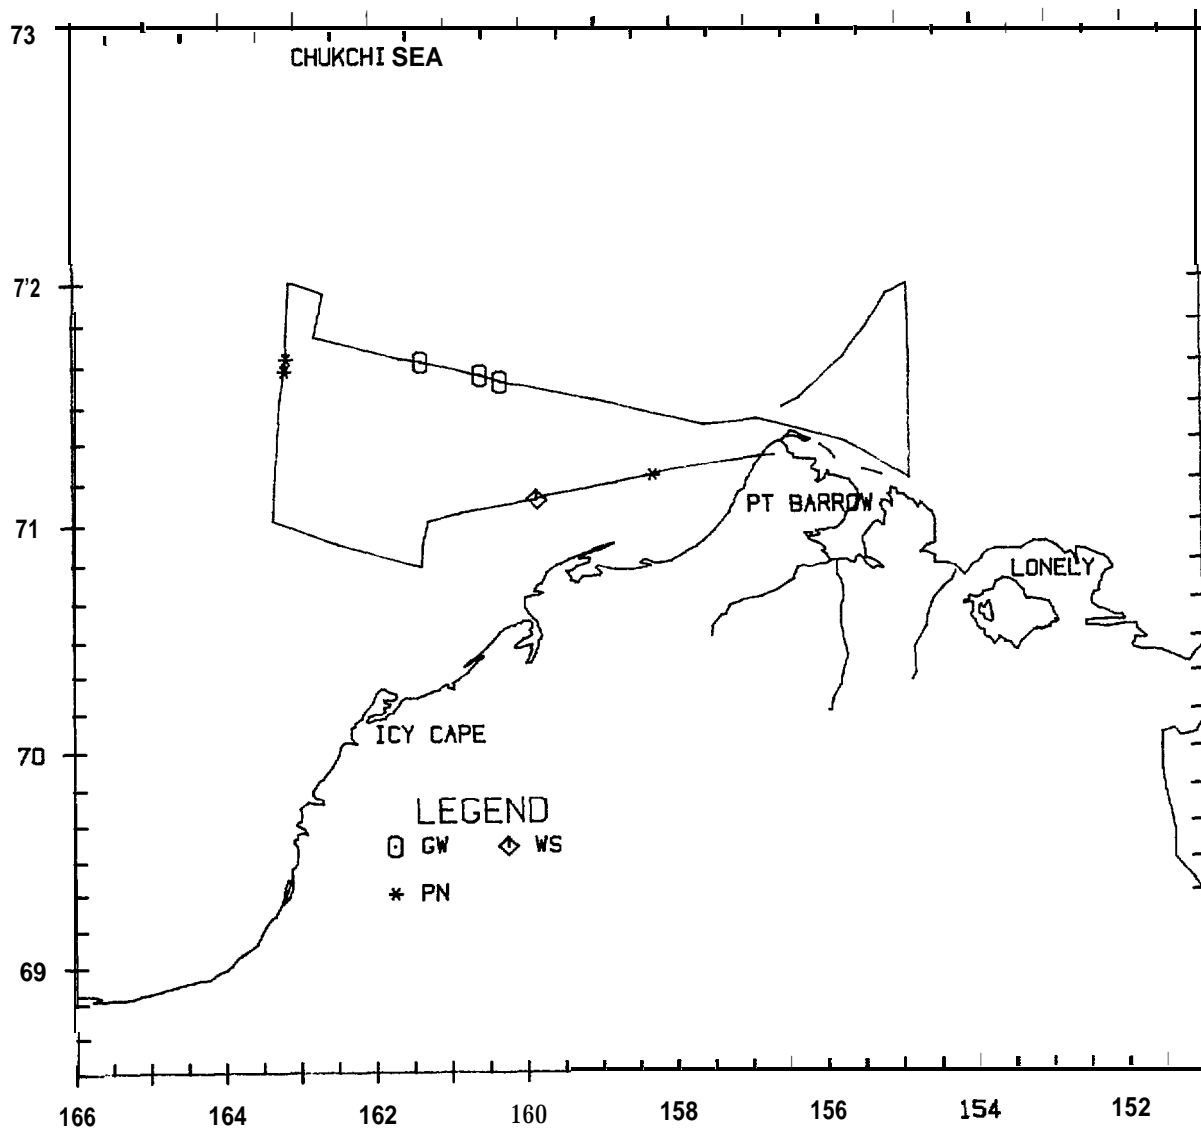 73
CHUKCHI SEA
7'2
71
PT BARROW
LONELY
70
ICY CAPE
LEGEND
GW WS
PN
69
166 164 162 160 158 156 154 152